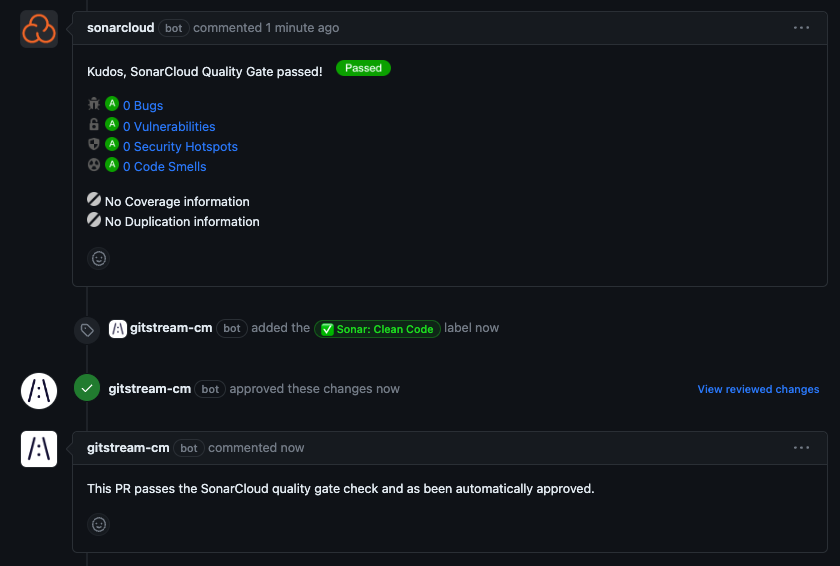 sonarcloud bot commented 1 minute ago
Kudos, SonarCloud Quality Gate passed! Passed
A 0 Bugs
A 0 Vulnerabilities
A 0 Security Hotspots
A 0 Code Smells
No Coverage information
No Duplication information
gitstream-cm bot added the ✅ Sonar: Clean Code label now
gitstream-cm bot approved these changes now View reviewed changes
gitstream-cm bot commented now
This PR passes the SonarCloud quality gate check and as been automatically approved.